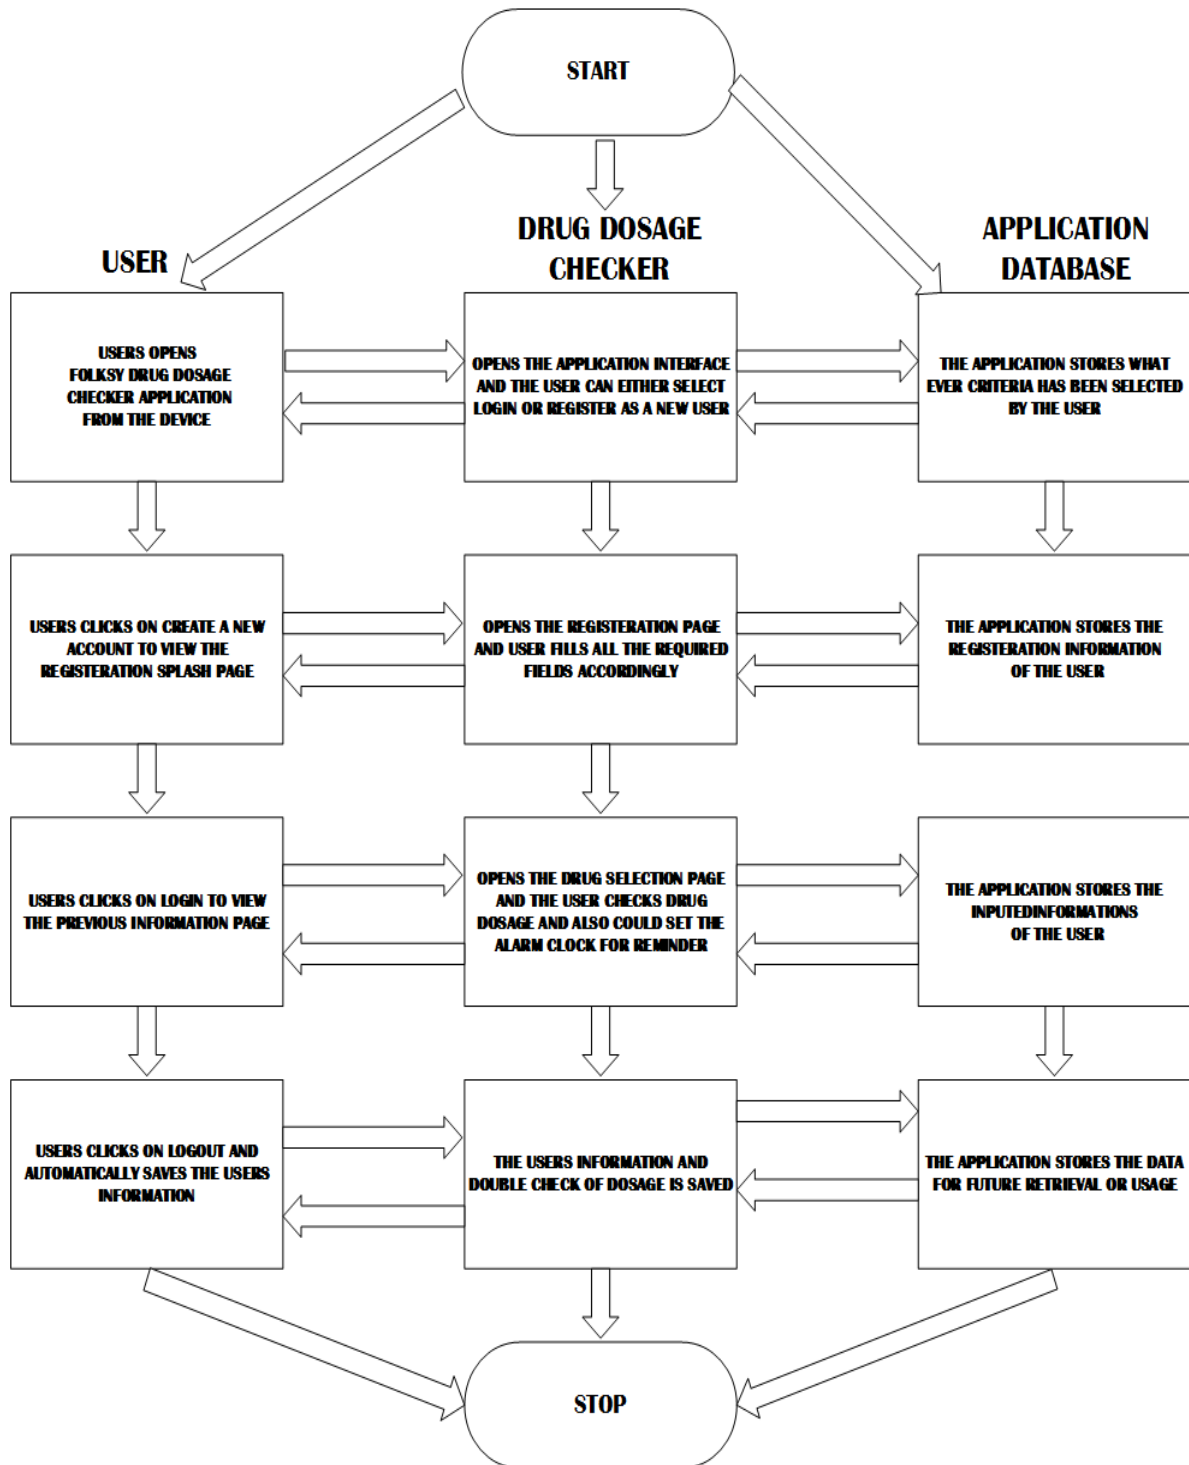 START
USER
DRUG DOSAGE
CHECKER
APPLICATION
DATABASE
USERS OPENS
FOLKSY DRUG DOSAGE
CHECKER APPLICATION
FROM THE DEVICE
OPENS THE APPLICATION INTERFACE
AND THE USER CAN EITHER SELECT
LOGIN OR REGISTER AS A NEW USER
THE APPLICATION STORES WHAT
EVER CRITERIA HAS BEEN SELECTED
BY THE USER
USERS CLICKS ON CREATE A NEW
ACCOUNT TO VIEW THE
REGISTERATION SPLASH PAGE
OPENS THE REGISTERATION PAGE
AND USER FILLS ALL THE REQUIRED
FIELDS ACCORDINGLY
THE APPLICATION STORES THE
REGISTERATION INFORMATION
OF THE USER
USERS CLICKS ON LOGIN TO VIEW
THE PREVIOUS INFORMATION PAGE
OPENS THE DRUG SELECTION PAGE
AND THE USER CHECKS DRUG
DOSAGE AND ALSO COULD SET THE
ALARM CLOCK FOR REMINDER
THE APPLICATION STORES THE
INPUTEDINFORMATIONS
OF THE USER
USERS CLICKS ON LOGOUT AND
AUTOMATICALLY SAVES THE USERS
INFORMATION
THE USERS INFORMATION AND
DOUBLE CHECK OF DOSAGE IS SAVED
THE APPLICATION STORES THE DATA
FOR FUTURE RETRIEVAL OR USAGE
STOP